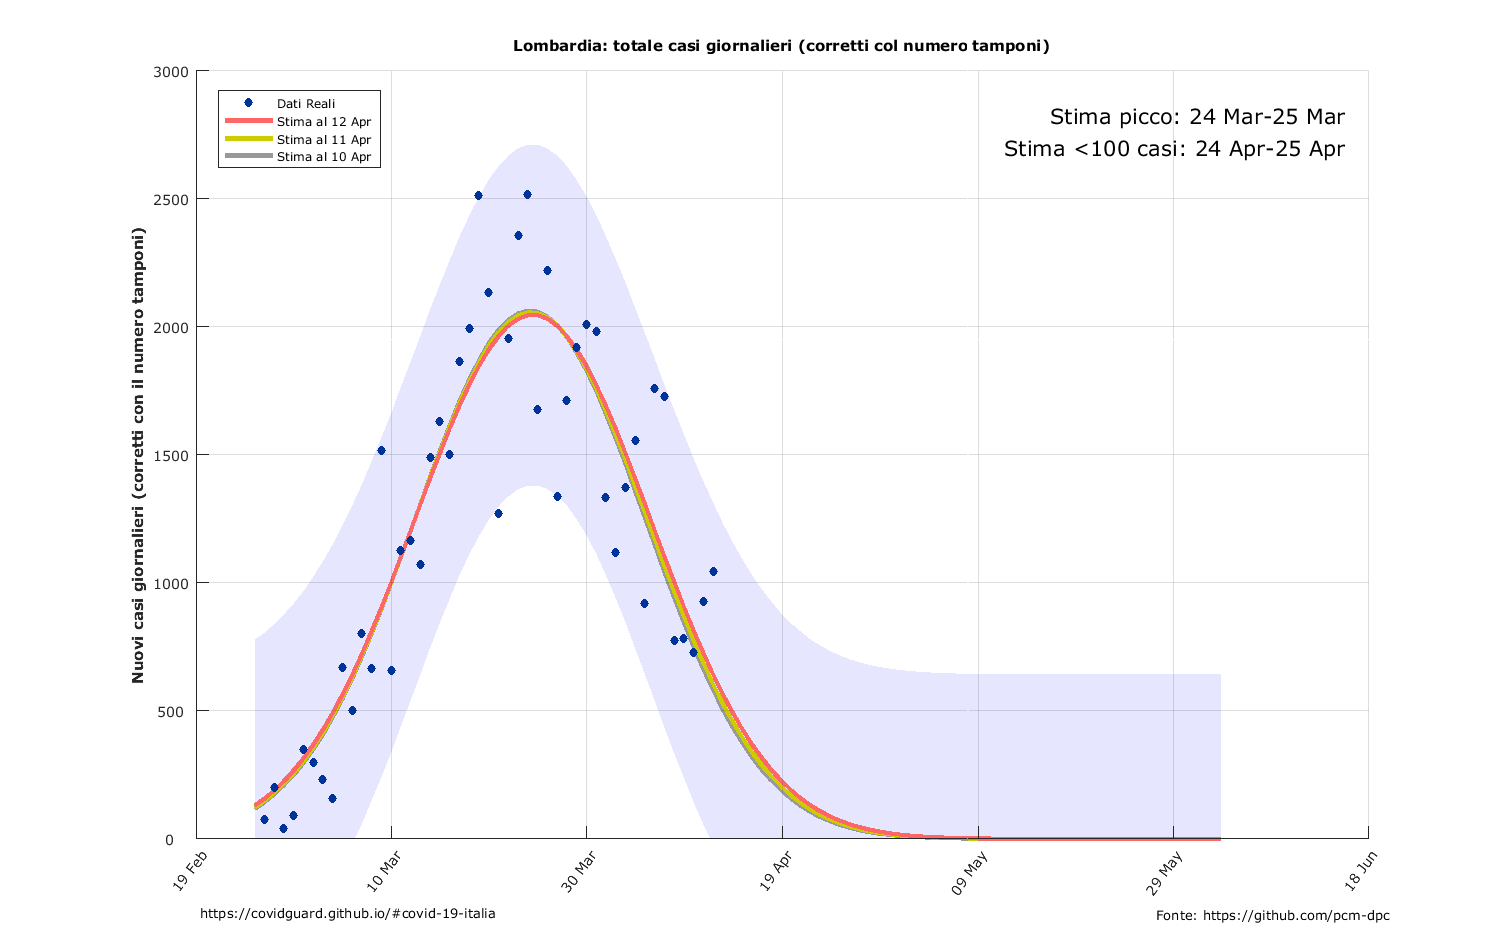 Lombardia: totale casi giornalieri (corretti col numero tamponi)
3000
2500
2000
1500
1000
500
0
Nuovi casi giornalieri (corretti con il numero tamponi)
Dati Reali
Stima al 12 Apr
Stima al 11 Apr
Stima al 10 Apr
Stima picco: 24 Mar-25 Mar
Stima <100 casi: 24 Apr-25 Apr
19 Feb
10 Mar
30 Mar
19 Apr
09 May
29 May
18 Jun
https://covidguard.github.io/#covid-19-italia
Fonte: https://github.com/pcm-dpc